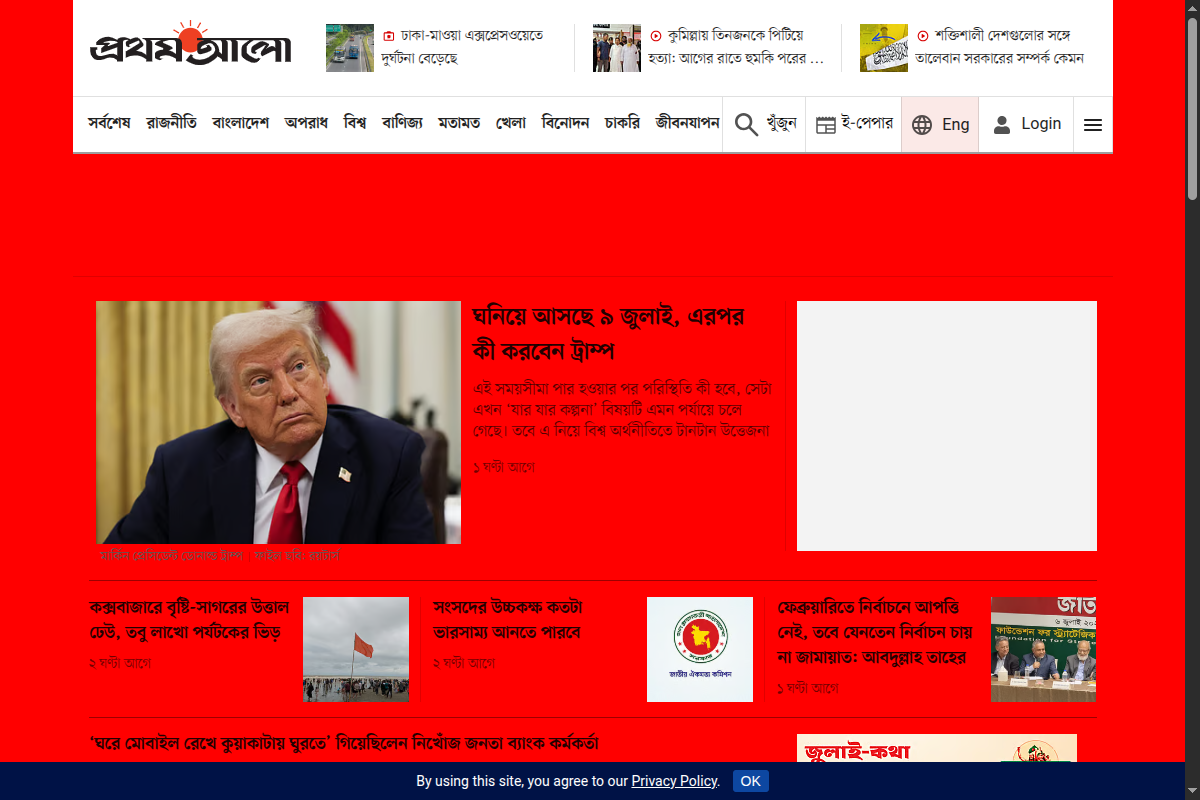 প্রথম আলো
ঢাকা-মাওয়া এক্সপ্রেসওয়েতে
দুর্ঘটনা বেড়েছে
কুমিল্লায় তিনজনকে পিটিয়ে
হত্যা: আগের রাতে হুমকি পরের ...
শক্তিশালী দেশগুলোর সঙ্গে
তালেবান সরকারের সম্পর্ক কেমন
সর্বশেষ রাজনীতি বাংলাদেশ অপরাধ বিশ্ব বাণিজ্য মতামত খেলা বিনোদন চাকরি জীবনযাপন খুঁজুন ই-পেপার Eng Login
ঘনিয়ে আসছে ৯ জুলাই, এরপর
কী করবেন ট্রাম্প
এই সময়সীমা পার হওয়ার পর পরিস্থিতি কী হবে, সেটা
এখন ‘যার যার কল্পনা’ বিষয়টি এমন পর্যায়ে চলে
গেছে। তবে এ নিয়ে বিশ্ব অর্থনীতিতে টানটান উত্তেজনা
১ ঘণ্টা আগে
মার্কিন প্রেসিডেন্ট ডোনাল্ড ট্রাম্প ফাইল ছবি: রয়টার্স
কক্সবাজারে বৃষ্টি-সাগরের উত্তাল
ঢেউ, তবু লাখো পর্যটকের ভিড়
২ ঘণ্টা আগে
সংসদের উচ্চকক্ষ কতটা
ভারসাম্য আনতে পারবে
২ ঘণ্টা আগে
জাতীয় ঐকমত্য কমিশন
ফেব্রুয়ারিতে নির্বাচনে আপত্তি
নেই, তবে যেনতেন নির্বাচন চায়
না জামায়াত: আবদুল্লাহ তাহের
১ ঘণ্টা আগে
জাত
৬ জুলাই ২০২
ফাউন্ডেশন ফর স্ট্র্যাটেজিক
‘ঘরে মোবাইল রেখে কুয়াকাটায় ঘুরতে’ গিয়েছিলেন নিখোঁজ জনতা ব্যাংক কর্মকর্তা
জুলাই-কথা
By using this site, you agree to our Privacy Policy. OK